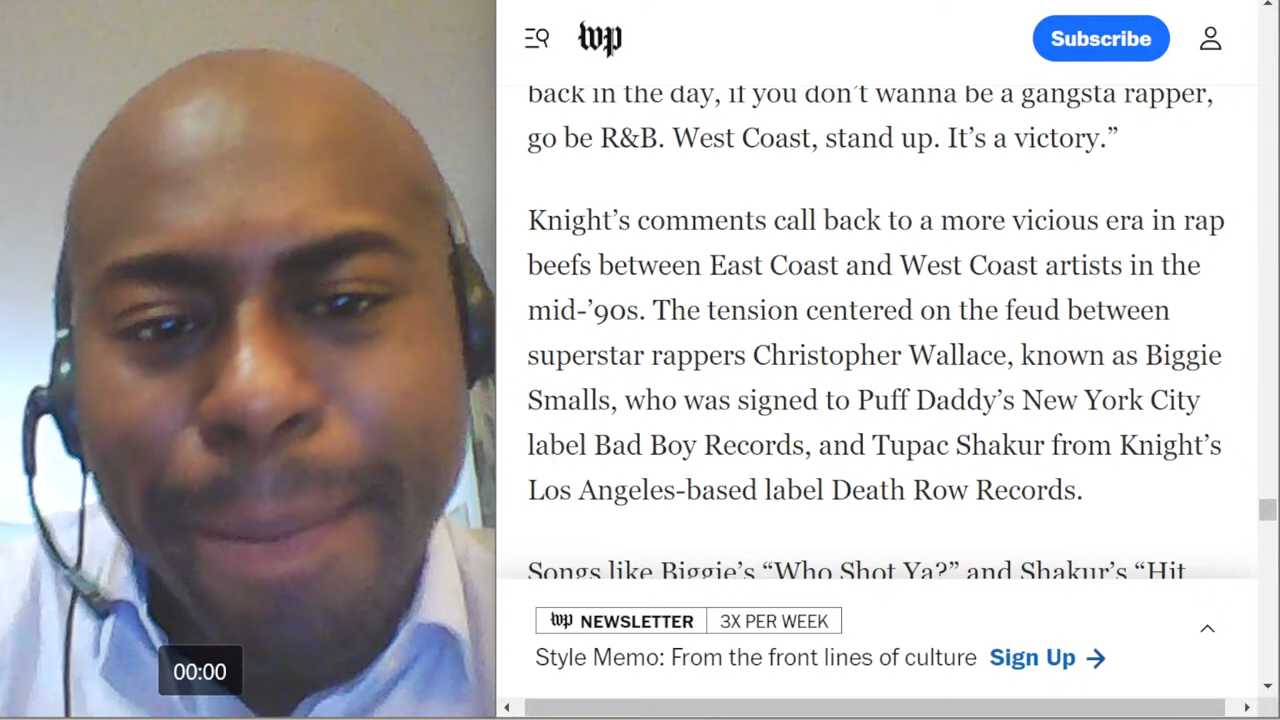 wp
Subscribe
back in the day, if you don’t wanna be a gangsta rapper,
go be R&B. West Coast, stand up. It’s a victory.”
Knight’s comments call back to a more vicious era in rap
beefs between East Coast and West Coast artists in the
mid-’90s. The tension centered on the feud between
superstar rappers Christopher Wallace, known as Biggie
Smalls, who was signed to Puff Daddy’s New York City
label Bad Boy Records, and Tupac Shakur from Knight’s
Los Angeles-based label Death Row Records.
Songs like Biggie’s “Who Shot Ya?” and Shakur’s “Hit
wp NEWSLETTER 3X PER WEEK
Style Memo: From the front lines of culture Sign Up
00:00